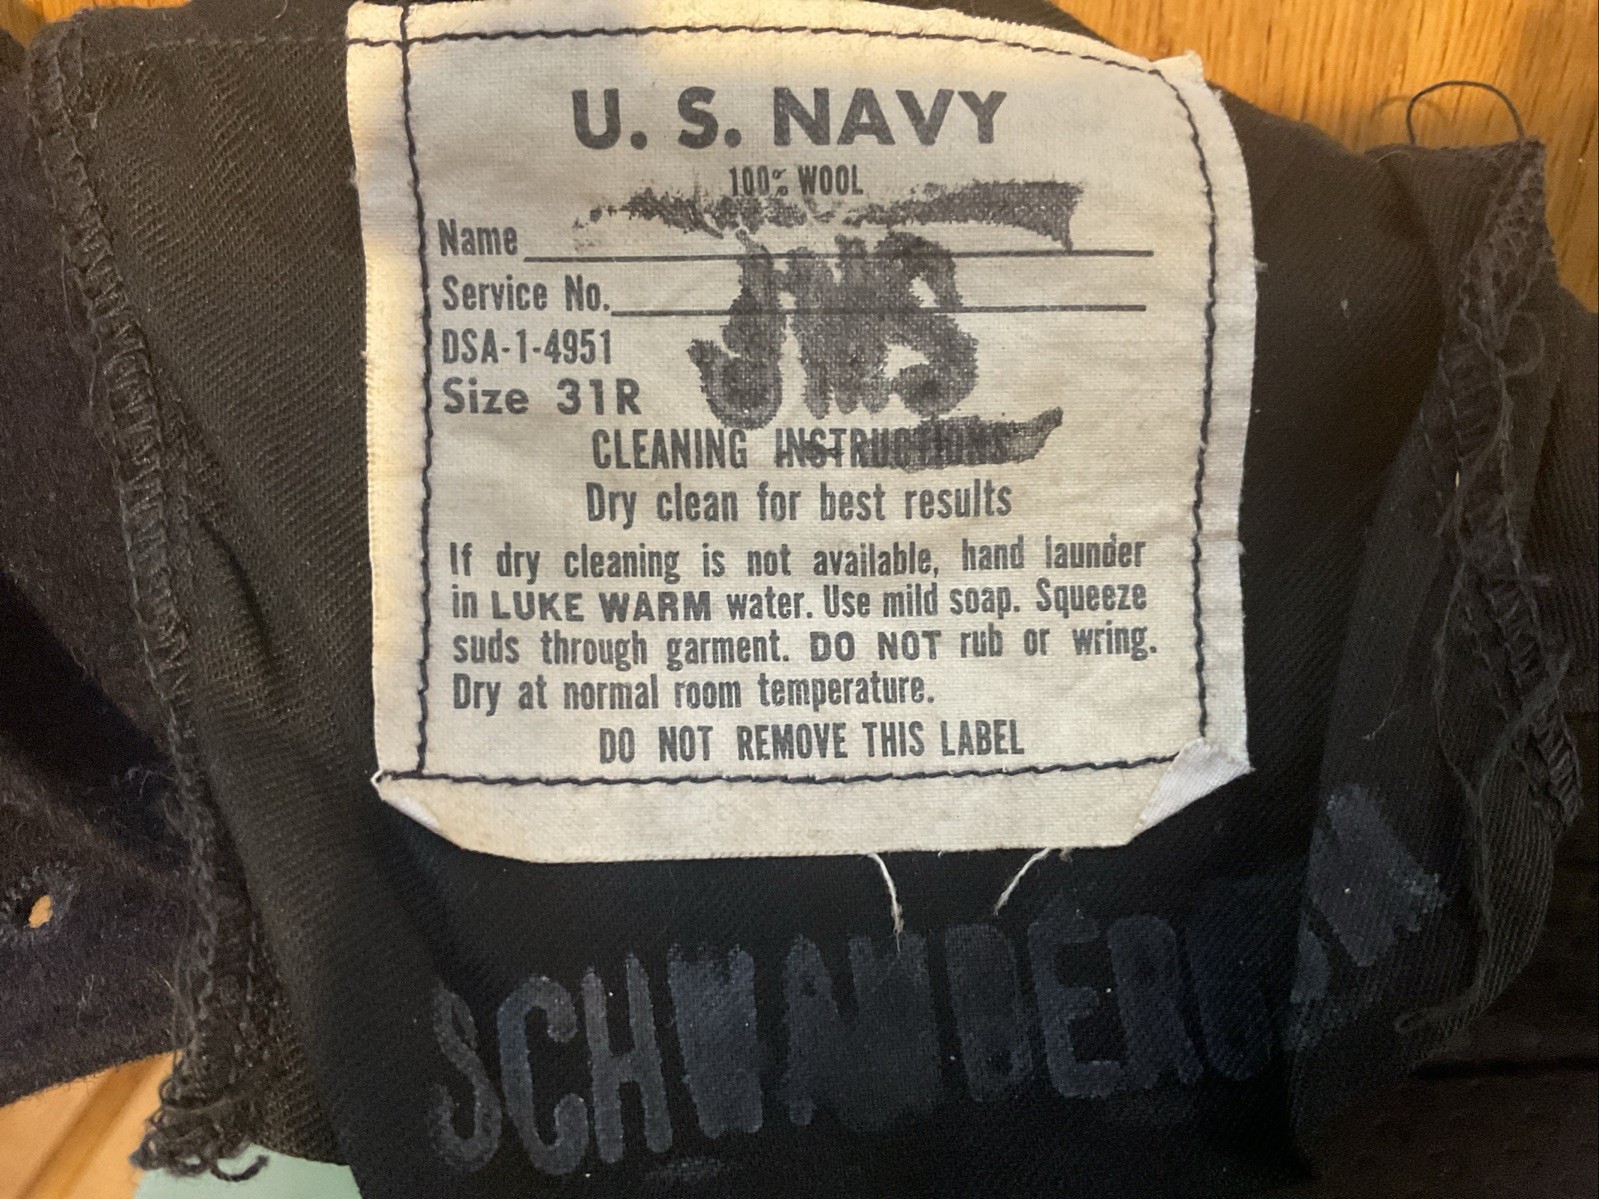 U. S. NAVY
100% WOOL
Name
Service No.
DSA-1-4951
Size 31R
CLEANING INSTRUCTIONS
Dry clean for best results
If dry cleaning is not available, hand launder
in LUKE WARM water. Use mild soap. Squeeze
suds through garment. DO NOT rub or wring.
Dry at normal room temperature.
DO NOT REMOVE THIS LABEL